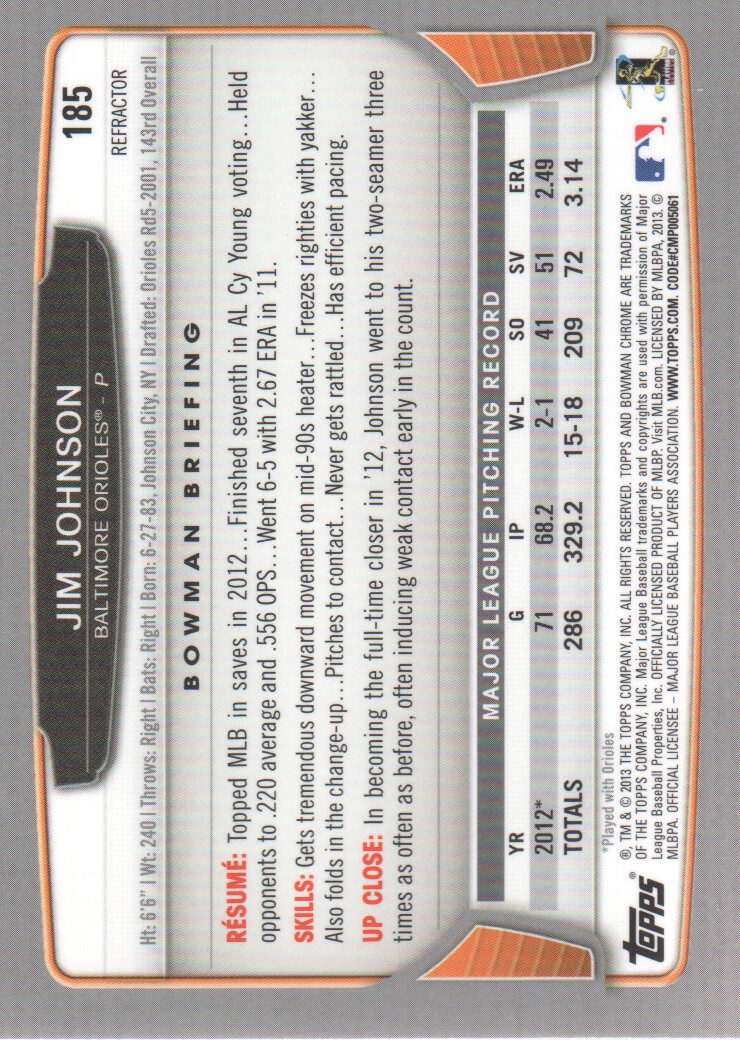 185
REFRACTOR
JIM JOHNSON
BALTIMORE ORIOLES® - P
Ht: 6'6" | Wt: 240 | Throws: Right | Bats: Right | Born: 6-27-83, Johnson City, NY | Drafted: Orioles Rd5-2001, 143rd Overall
BOWMAN BRIEFING
RÉSUMÉ: Topped MLB in saves in 2012...Finished seventh in AL Cy Young voting...Held
opponents to .220 average and .556 OPS...Went 6-5 with 2.67 ERA in '11.
SKILLS: Gets tremendous downward movement on mid-90s heater...Freezes righties with yakker...
Also folds in the change-up...Pitches to contact...Never gets rattled...Has efficient pacing.
UP CLOSE: In becoming the full-time closer in '12, Johnson went to his two-seamer three
times as often as before, often inducing weak contact early in the count.
MAJOR LEAGUE PITCHING RECORD
YR G IP W-L SO SV ERA
2012* 71 68.2 2-1 41 51 2.49
TOTALS 286 329.2 15-18 209 72 3.14
*Played with Orioles
topps®
®, TM & © 2013 THE TOPPS COMPANY, INC. ALL RIGHTS RESERVED. TOPPS AND BOWMAN CHROME ARE TRADEMARKS
OF THE TOPPS COMPANY, INC. Major League Baseball trademarks and copyrights are used with permission of Major
League Baseball Properties, Inc. OFFICIALLY LICENSED PRODUCT OF MLBP. Visit MLB.com. LICENSED BY MLBPA, 2013. ©
MLBPA. OFFICIAL LICENSEE – MAJOR LEAGUE BASEBALL PLAYERS ASSOCIATION. WWW.TOPPS.COM. CODE#CMP005061